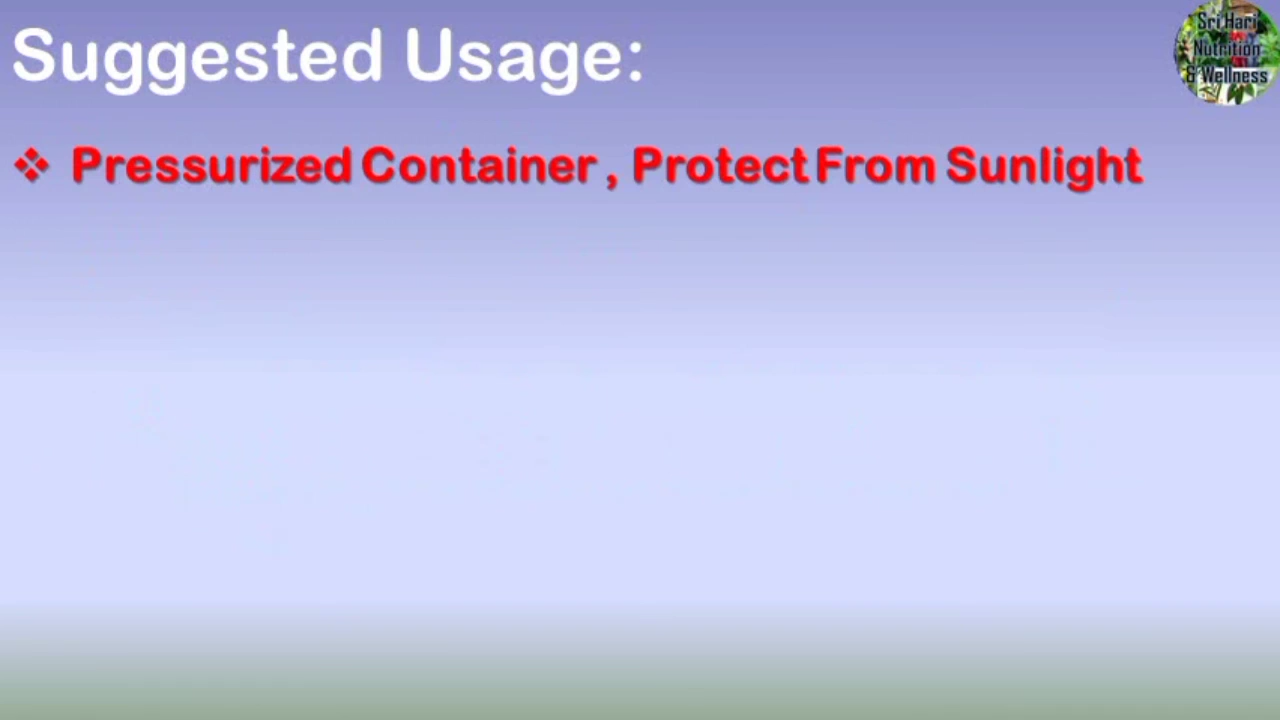 Suggested Usage:
Sri Hari
Nutrition
& Wellness
❖ Pressurized Container , Protect From Sunlight